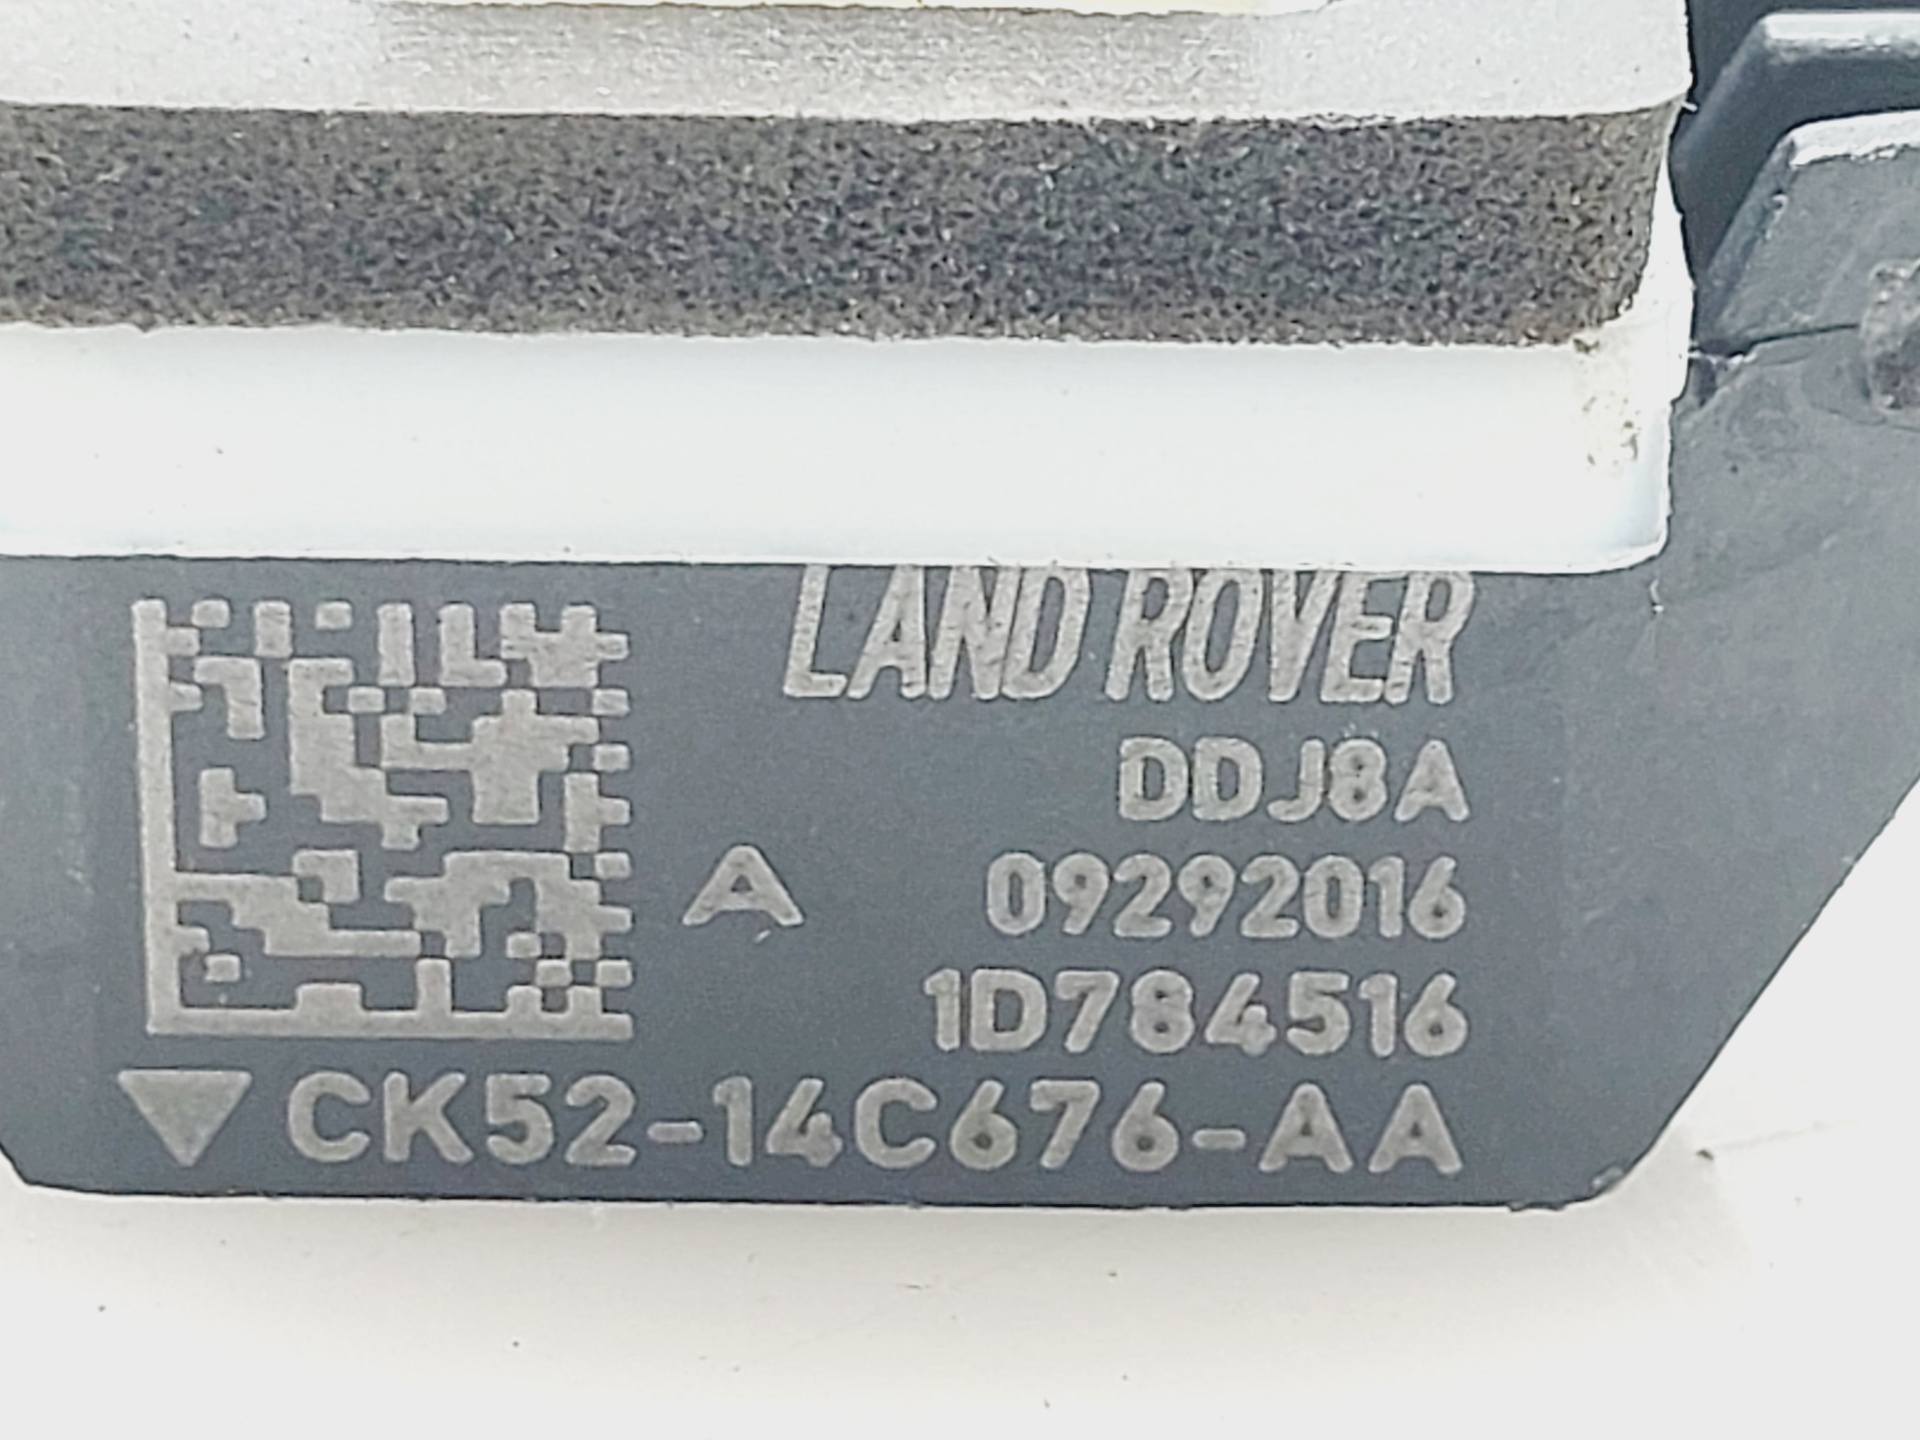 LAND ROVER
DDJ8A
A 09292016
1D784516
CK52-14C676-AA